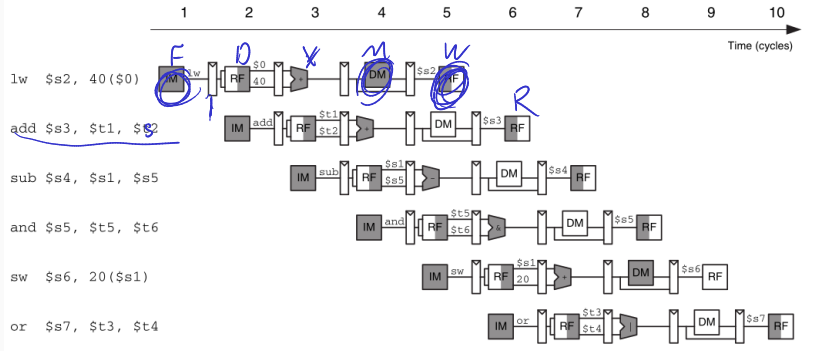 1 2 3 4 5 6 7 8 9 10
Time (cycles)
F D X M W
lw $s2, 40($0) IM lw RF $0 40 + DM $s2 RF
R
add $s3, $t1, $t2 s IM add RF $t1 $t2 + DM $s3 RF
sub $s4, $s1, $s5 IM sub RF $s1 $s5 - DM $s4 RF
and $s5, $t5, $t6 IM and RF $t5 $t6 & DM $s5 RF
sw $s6, 20($s1) IM sw RF $s1 20 + DM $s6 RF
or $s7, $t3, $t4 IM or RF $t3 $t4 | DM $s7 RF